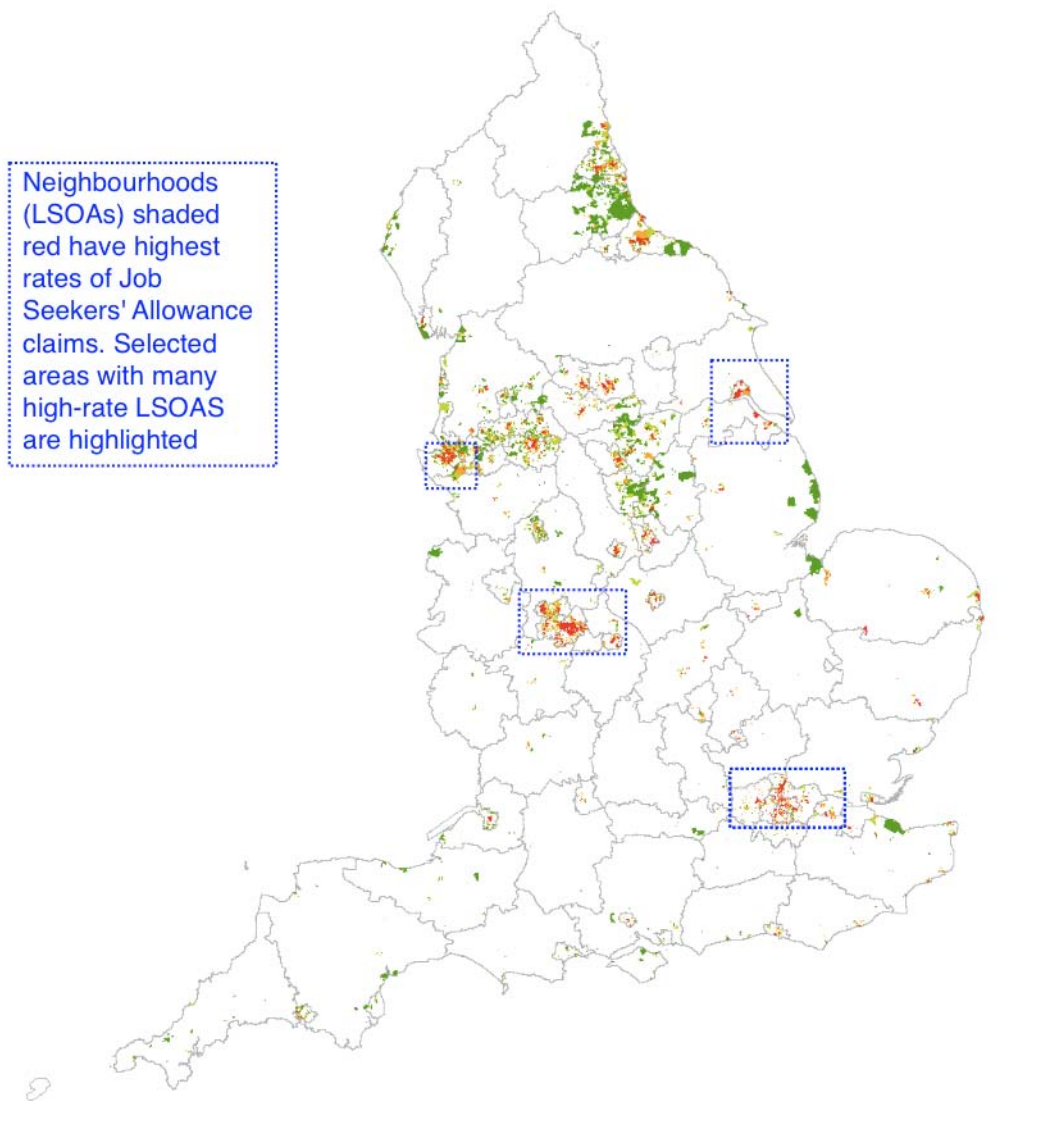 Neighbourhoods
(LSOAs) shaded
red have highest
rates of Job
Seekers' Allowance
claims. Selected
areas with many
high-rate LSOAS
are highlighted